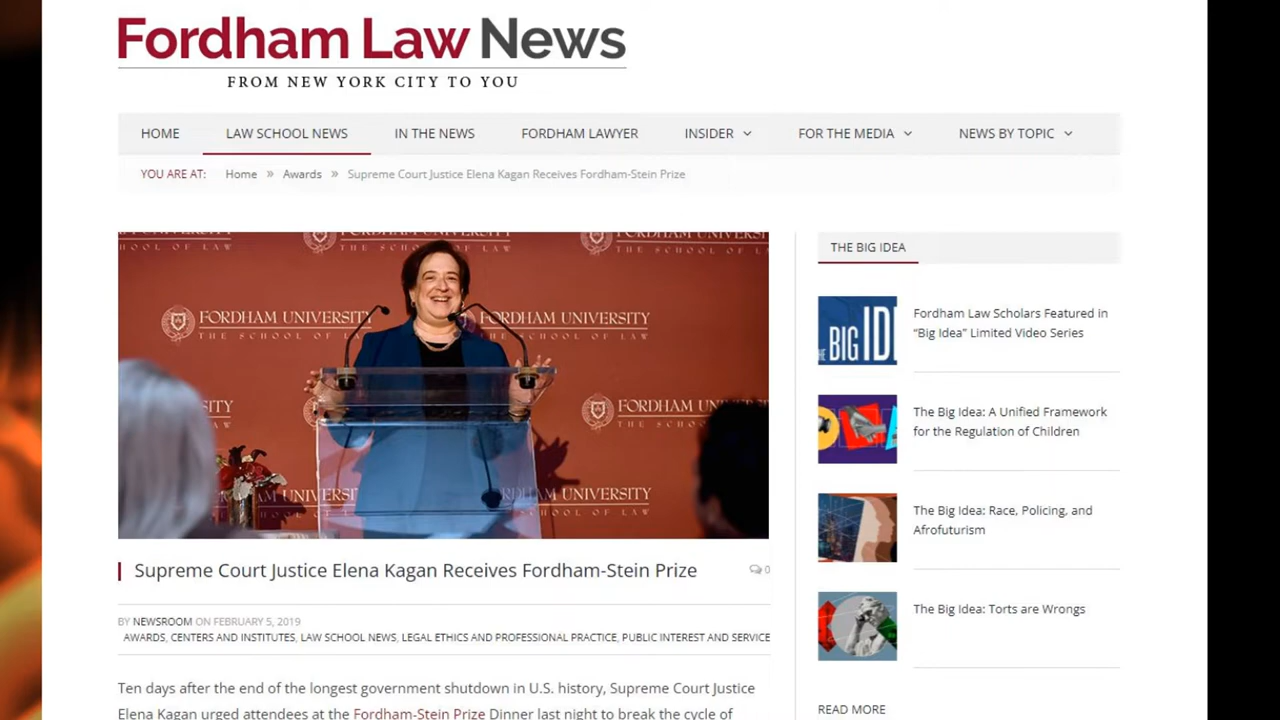 Fordham Law News
FROM NEW YORK CITY TO YOU
HOME LAW SCHOOL NEWS IN THE NEWS FORDHAM LAWYER INSIDER FOR THE MEDIA NEWS BY TOPIC
YOU ARE AT: Home » Awards » Supreme Court Justice Elena Kagan Receives Fordham-Stein Prize
FORDHAM UNIVERSITY
THE SCHOOL OF LAW
FORDHAM UNIVERSITY
THE SCHOOL OF LAW
Supreme Court Justice Elena Kagan Receives Fordham-Stein Prize
0
BY NEWSROOM ON FEBRUARY 5, 2019
AWARDS, CENTERS AND INSTITUTES, LAW SCHOOL NEWS, LEGAL ETHICS AND PROFESSIONAL PRACTICE, PUBLIC INTEREST AND SERVICE
Ten days after the end of the longest government shutdown in U.S. history, Supreme Court Justice
Elena Kagan urged attendees at the Fordham-Stein Prize Dinner last night to break the cycle of
THE BIG IDEA
BIG
Fordham Law Scholars Featured in
“Big Idea” Limited Video Series
The Big Idea: A Unified Framework
for the Regulation of Children
The Big Idea: Race, Policing, and
Afrofuturism
The Big Idea: Torts are Wrongs
READ MORE